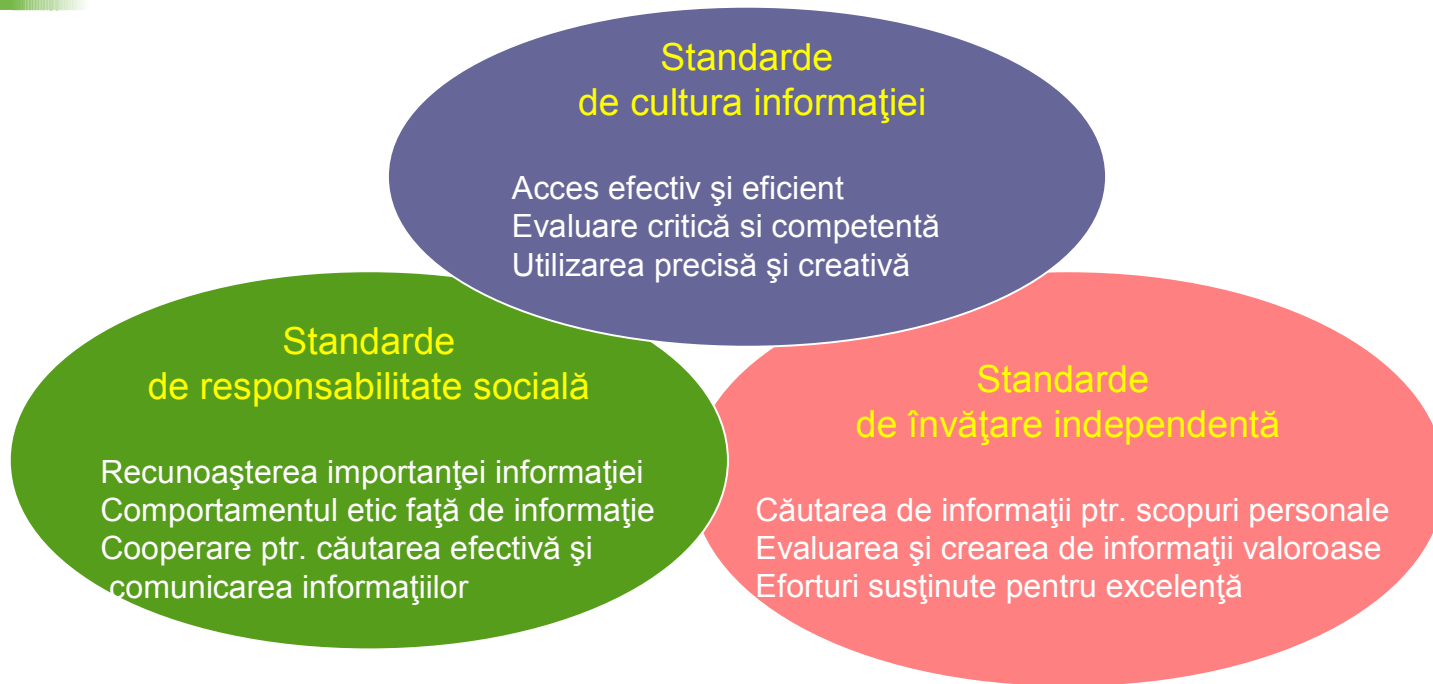 Standarde
de cultura informaţiei
Acces efectiv şi eficient
Evaluare critică si competentă
Utilizarea precisă şi creativă
Standarde
de responsabilitate socială
Recunoaşterea importanţei informaţiei
Comportamentul etic faţă de informaţie
Cooperare ptr. căutarea efectivă şi
comunicarea informaţiilor
Standarde
de învăţare independentă
Căutarea de informaţii ptr. scopuri personale
Evaluarea şi crearea de informaţii valoroase
Eforturi susţinute pentru excelenţă